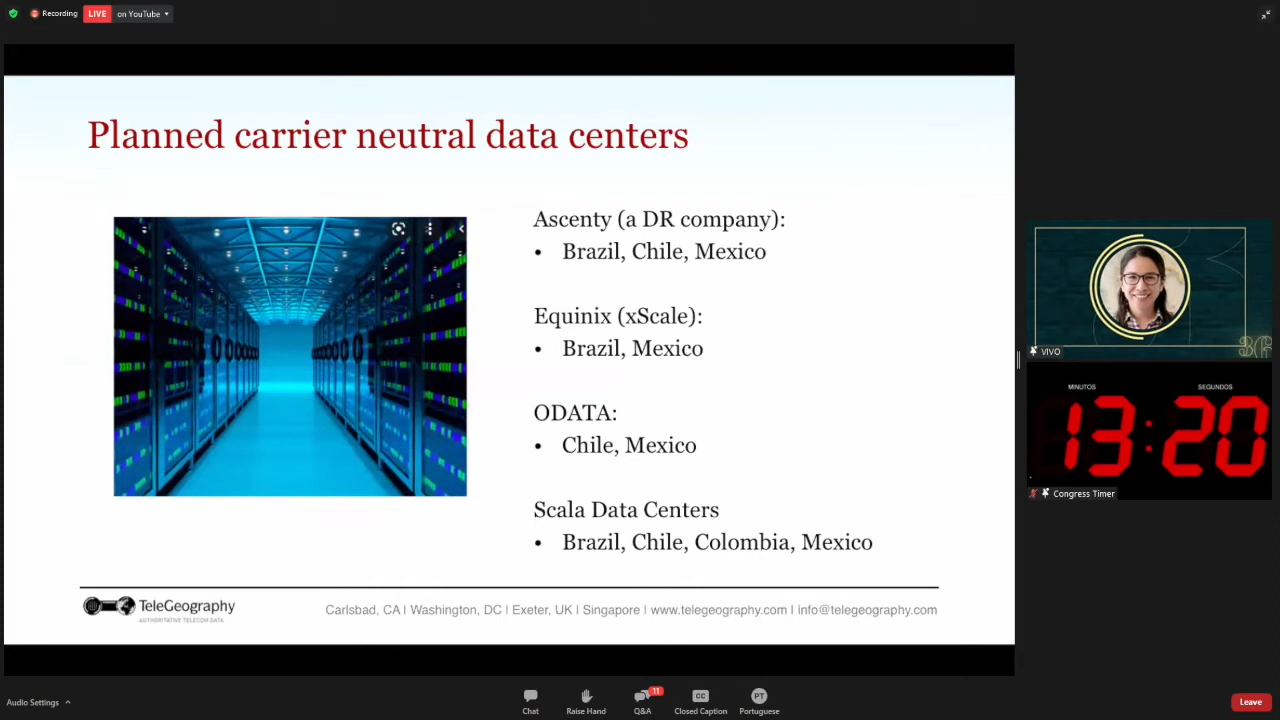 Recording
LIVE
on YouTube
Planned carrier neutral data centers
Ascenty (a DR company):
• Brazil, Chile, Mexico
Equinix (xScale):
• Brazil, Mexico
ODATA:
• Chile, Mexico
Scala Data Centers
• Brazil, Chile, Colombia, Mexico
TeleGeography
AUTHORITATIVE TELECOM DATA
Carlsbad, CA | Washington, DC | Exeter, UK | Singapore | www.telegeography.com | info@telegeography.com
36
VIVO
MINUTOS SEGUNDOS
13:20
Congress Timer
Audio Settings
11
CC
PT
Chat
Raise Hand
Q&A
Closed Caption
Portuguese
Leave